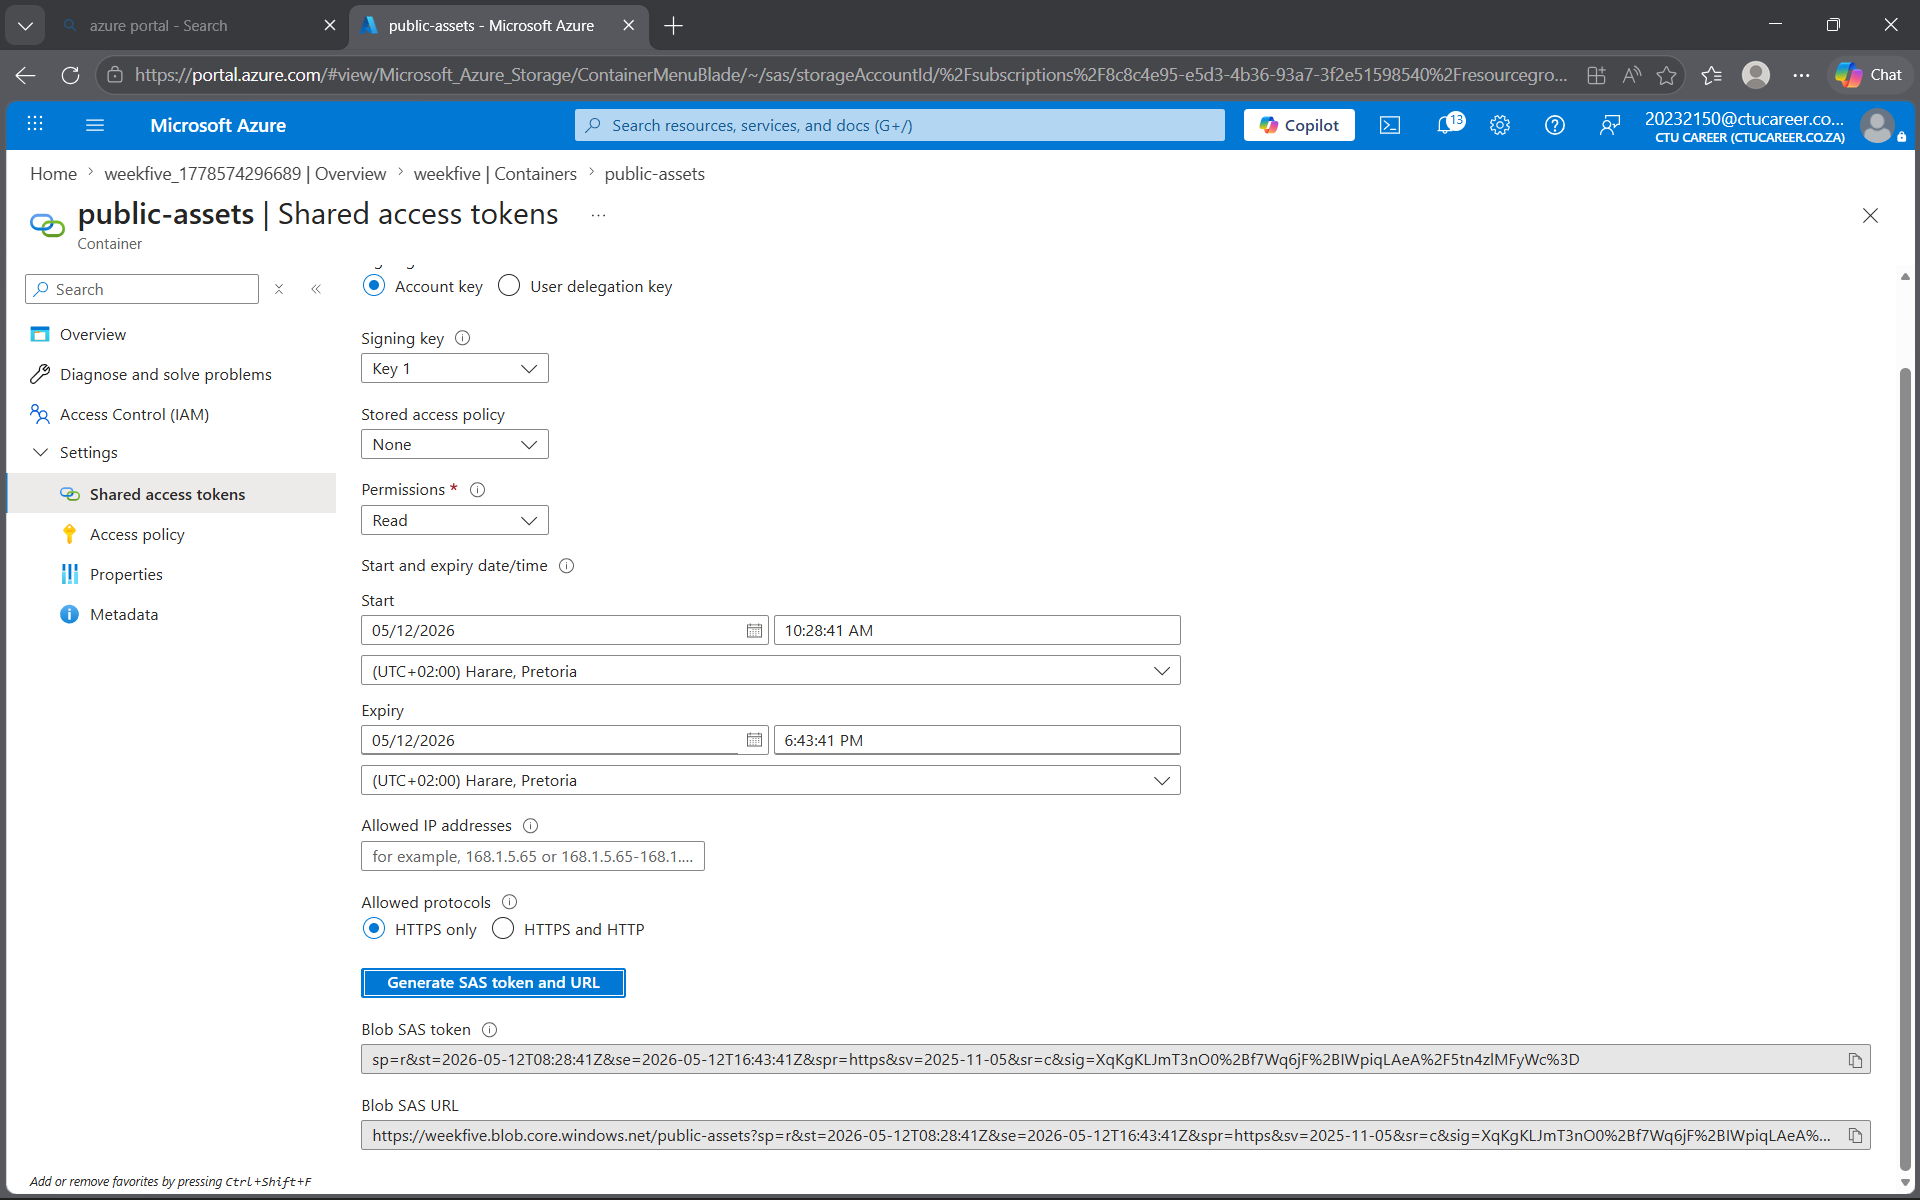 azure portal - Search
public-assets - Microsoft Azure
https://portal.azure.com/#view/Microsoft_Azure_Storage/ContainerMenuBlade/~/sas/storageAccountId/%2Fsubscriptions%2F8c8c4e95-e5d3-4b36-93a7-3f2e51598540%2Fresourcegro...
Chat
Microsoft Azure
Search resources, services, and docs (G+/)
Copilot
13
20232150@ctucareer.co...
CTU CAREER (CTUCAREER.CO.ZA)
Home > weekfive_1778574296689 | Overview > weekfive | Containers > public-assets
public-assets | Shared access tokens ...
Container
Search
Overview
Diagnose and solve problems
Access Control (IAM)
Settings
Shared access tokens
Access policy
Properties
Metadata
Account key
User delegation key
Signing key
Key 1
Stored access policy
None
Permissions *
Read
Start and expiry date/time
Start
05/12/2026
10:28:41 AM
(UTC+02:00) Harare, Pretoria
Expiry
05/12/2026
6:43:41 PM
(UTC+02:00) Harare, Pretoria
Allowed IP addresses
for example, 168.1.5.65 or 168.1.5.65-168.1....
Allowed protocols
HTTPS only
HTTPS and HTTP
Generate SAS token and URL
Blob SAS token
sp=r&st=2026-05-12T08:28:41Z&se=2026-05-12T16:43:41Z&spr=https&sv=2025-11-05&sr=c&sig=XqKgKLJmT3nO0%2Bf7Wq6jF%2BIWpiqLAeA%2F5tn4zlMFyWc%3D
Blob SAS URL
https://weekfive.blob.core.windows.net/public-assets?sp=r&st=2026-05-12T08:28:41Z&se=2026-05-12T16:43:41Z&spr=https&sv=2025-11-05&sr=c&sig=XqKgKLJmT3nO0%2Bf7Wq6jF%2BIWpiqLAeA%...
Add or remove favorites by pressing Ctrl+Shift+F